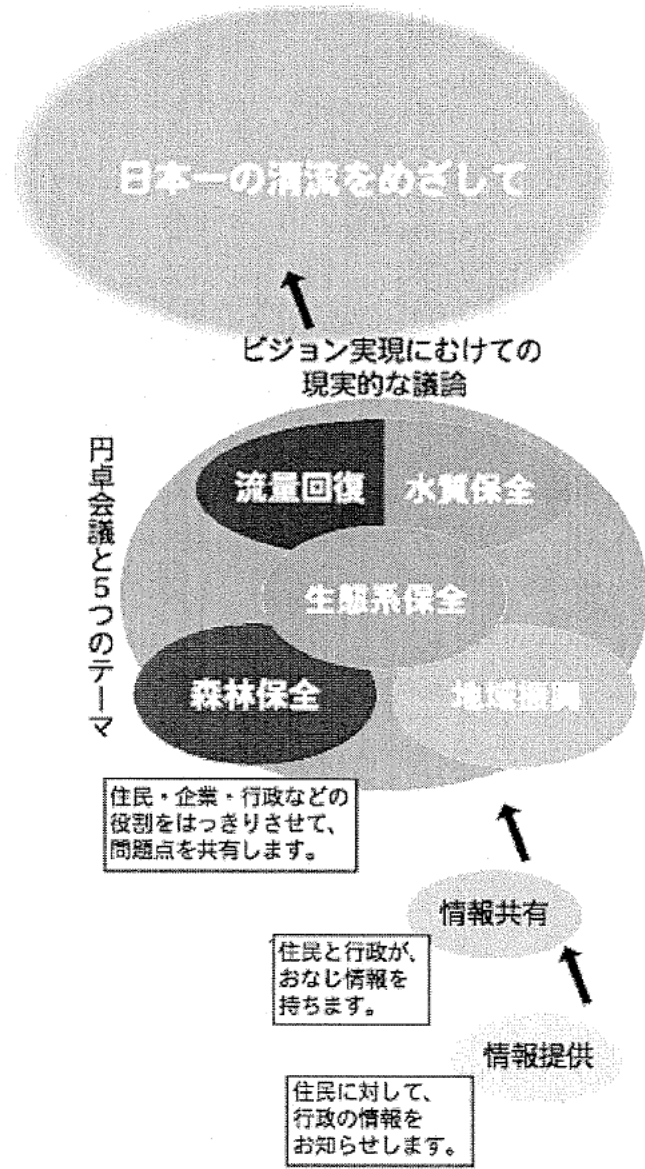 日本一の清流をめざして
ビジョン実現にむけての
現実的な議論
円卓会議と5つのテーマ
流量回復
水質保全
生態系保全
森林保全
地域振興
住民・企業・行政などの
役割をはっきりさせて、
問題点を共有します。
情報共有
住民と行政が、
おなじ情報を
持ちます。
情報提供
住民に対して、
行政の情報を
お知らせします。